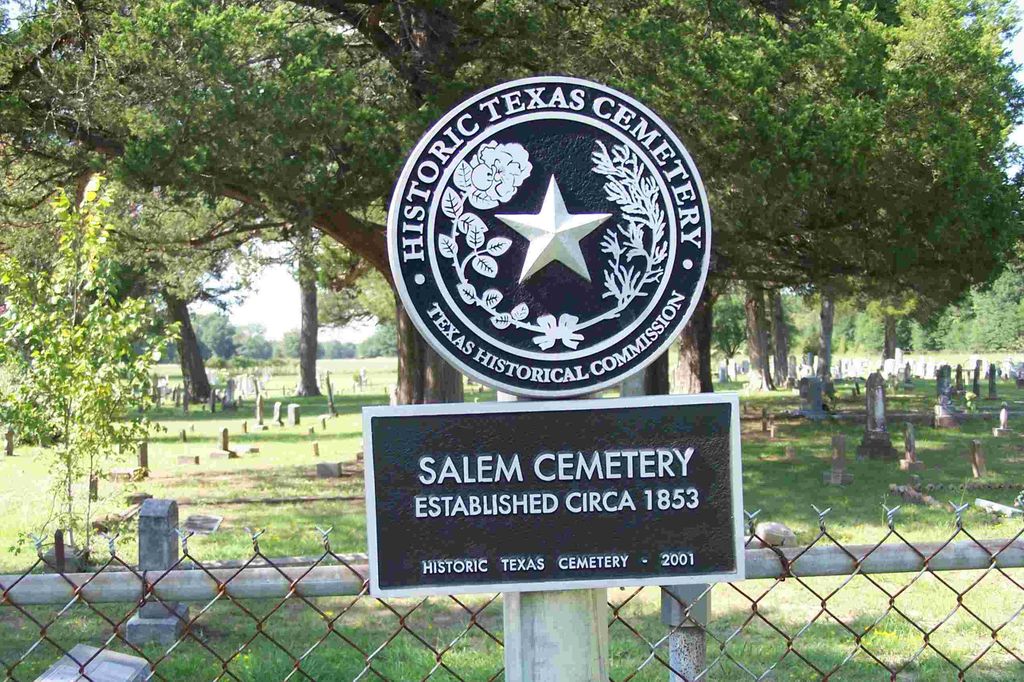 HISTORIC TEXAS CEMETERY
TEXAS HISTORICAL COMMISSION
SALEM CEMETERY
ESTABLISHED CIRCA 1853
HISTORIC TEXAS CEMETERY - 2001